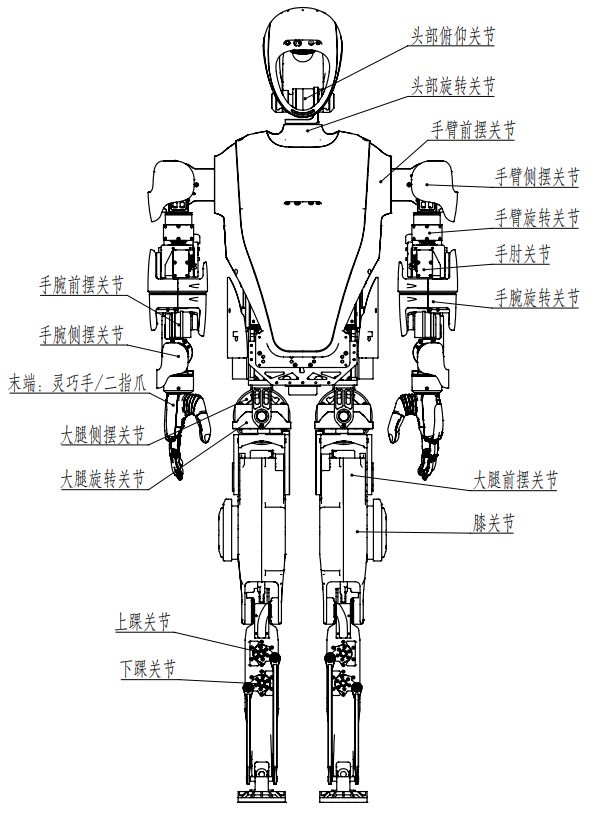 头部俯仰关节
头部旋转关节
手臂前摆关节
手臂侧摆关节
手臂旋转关节
手肘关节
手腕前摆关节
手腕旋转关节
手腕侧摆关节
末端：灵巧手/二指爪
大腿侧摆关节
大腿旋转关节
大腿前摆关节
膝关节
上踝关节
下踝关节